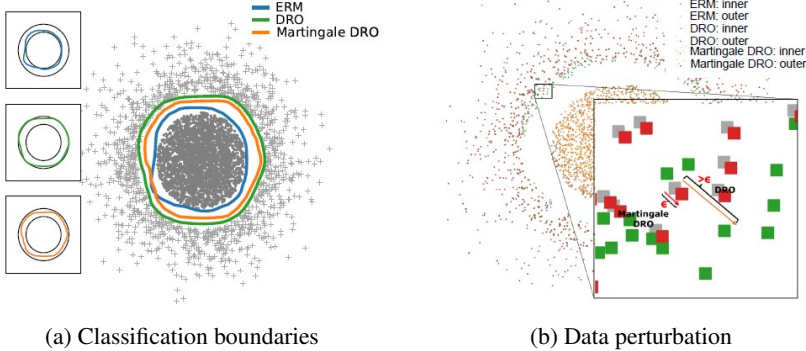 ERM
DRO
Martingale DRO
(a) Classification boundaries
ERM: inner
ERM: outer
DRO: inner
DRO: outer
Martingale DRO: inner
Martingale DRO: outer
>ϵ
DRO
ϵ
Martingale
DRO
(b) Data perturbation